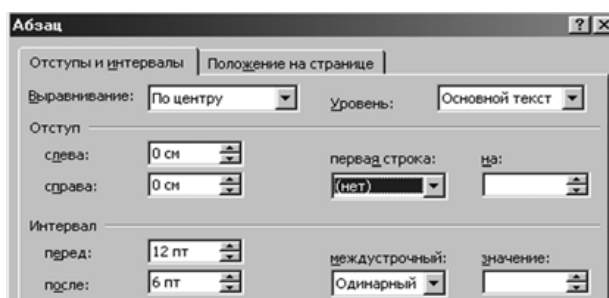 Абзац
Отступы и интервалы Положение на странице
Выравнивание: По центру Уровень: Основной текст
Отступ
слева: 0 см первая строка: на:
справа: 0 см (нет)
Интервал
перед: 12 пт междустрочный: значение:
после: 6 пт Одинарный